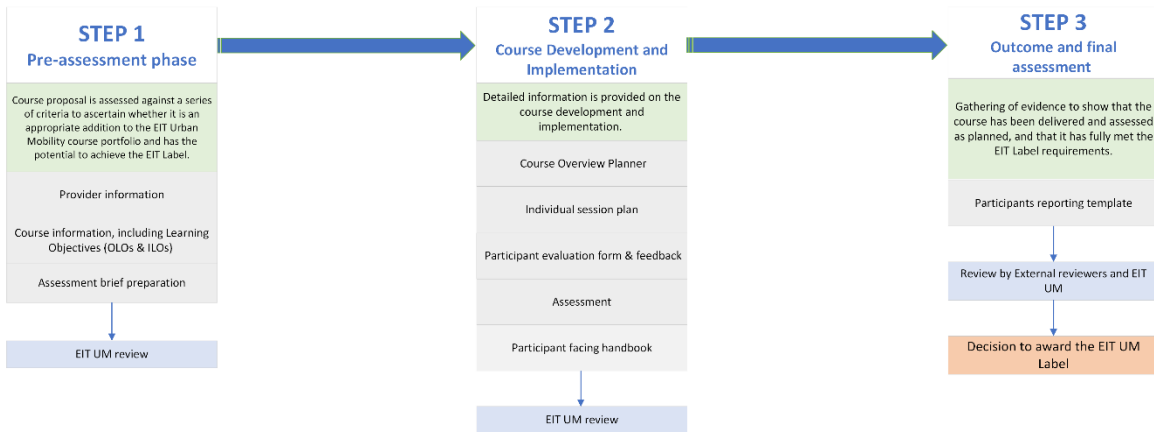 STEP 1
Pre-assessment phase
Course proposal is assessed against a series
of criteria to ascertain whether it is an
appropriate addition to the EIT Urban
Mobility course portfolio and has the
potential to achieve the EIT Label.
Provider information
Course information, including Learning
Objectives (OLOs & ILOs)
Assessment brief preparation
EIT UM review
STEP 2
Course Development and
Implementation
Detailed information is provided on the
course development and
implementation.
Course Overview Planner
Individual session plan
Participant evaluation form & feedback
Assessment
Participant facing handbook
EIT UM review
STEP 3
Outcome and final
assessment
Gathering of evidence to show that the
course has been delivered and assessed
as planned, and that it has fully met the
EIT Label requirements.
Participants reporting template
Review by External reviewers and EIT
UM
Decision to award the EIT UM
Label